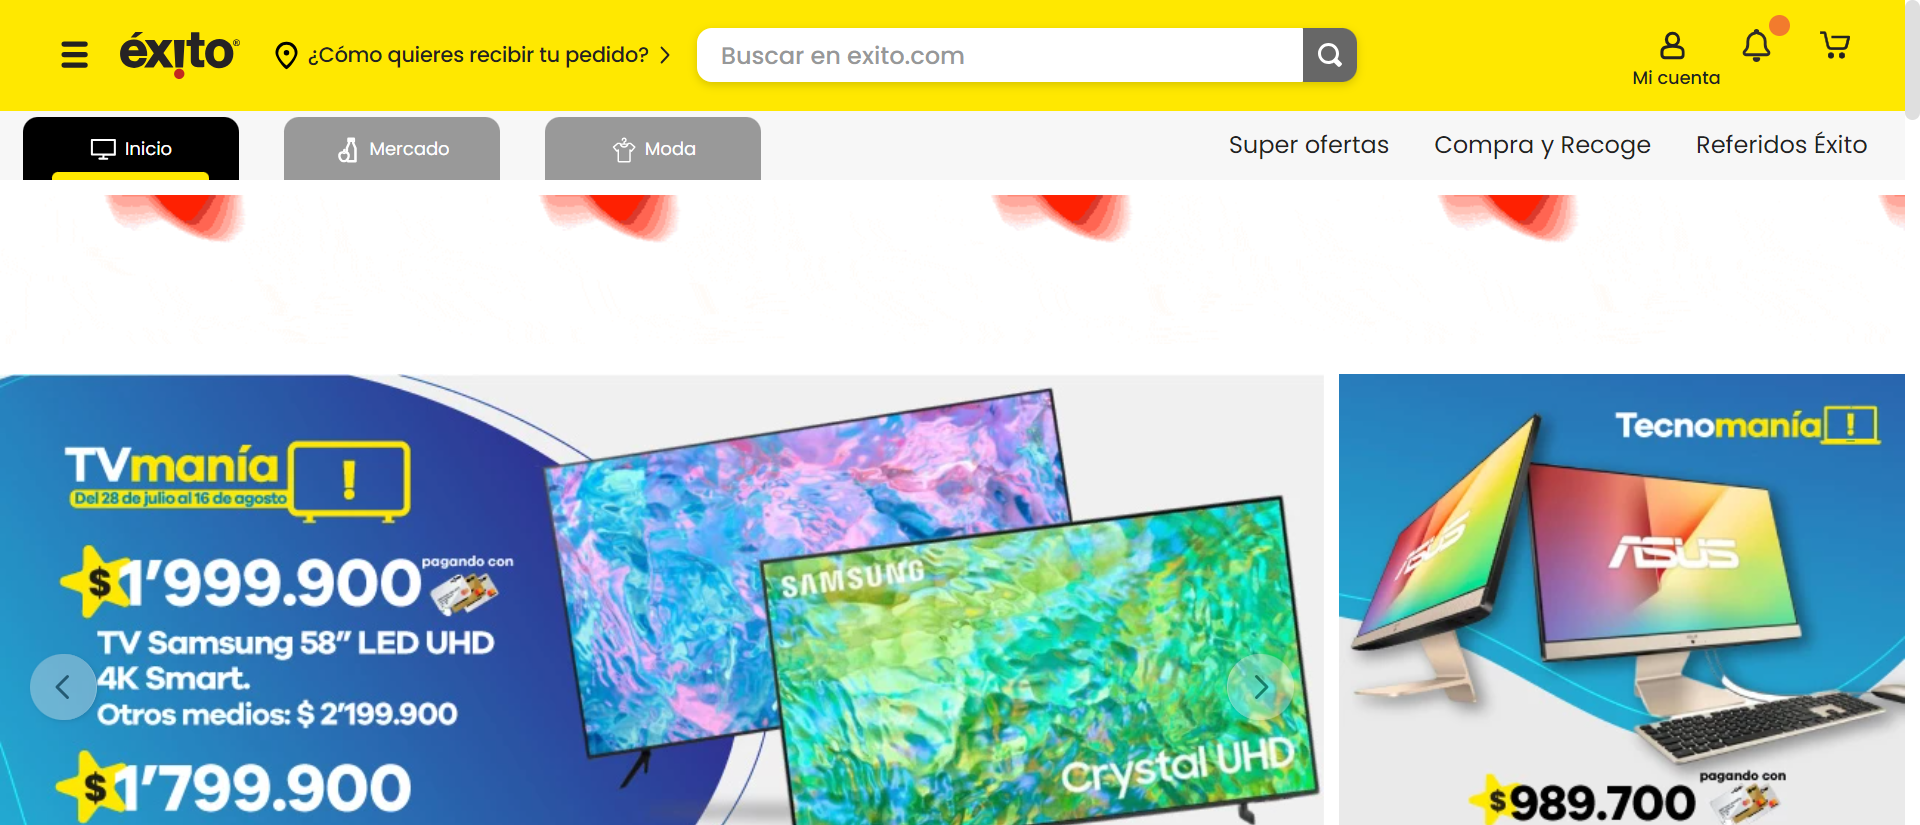 éxito®
¿Cómo quieres recibir tu pedido?
Buscar en exito.com
Mi cuenta
Inicio
Mercado
Moda
Super ofertas
Compra y Recoge
Referidos Éxito
TVmanía !
Del 28 de julio al 16 de agosto
$1'999.900 pagando con
TV Samsung 58” LED UHD
4K Smart.
Otros medios: $ 2'199.900
$1'799.900
SAMSUNG
Crystal UHD
Tecnomanía !
ASUS
ASUS
pagando con
$989.700